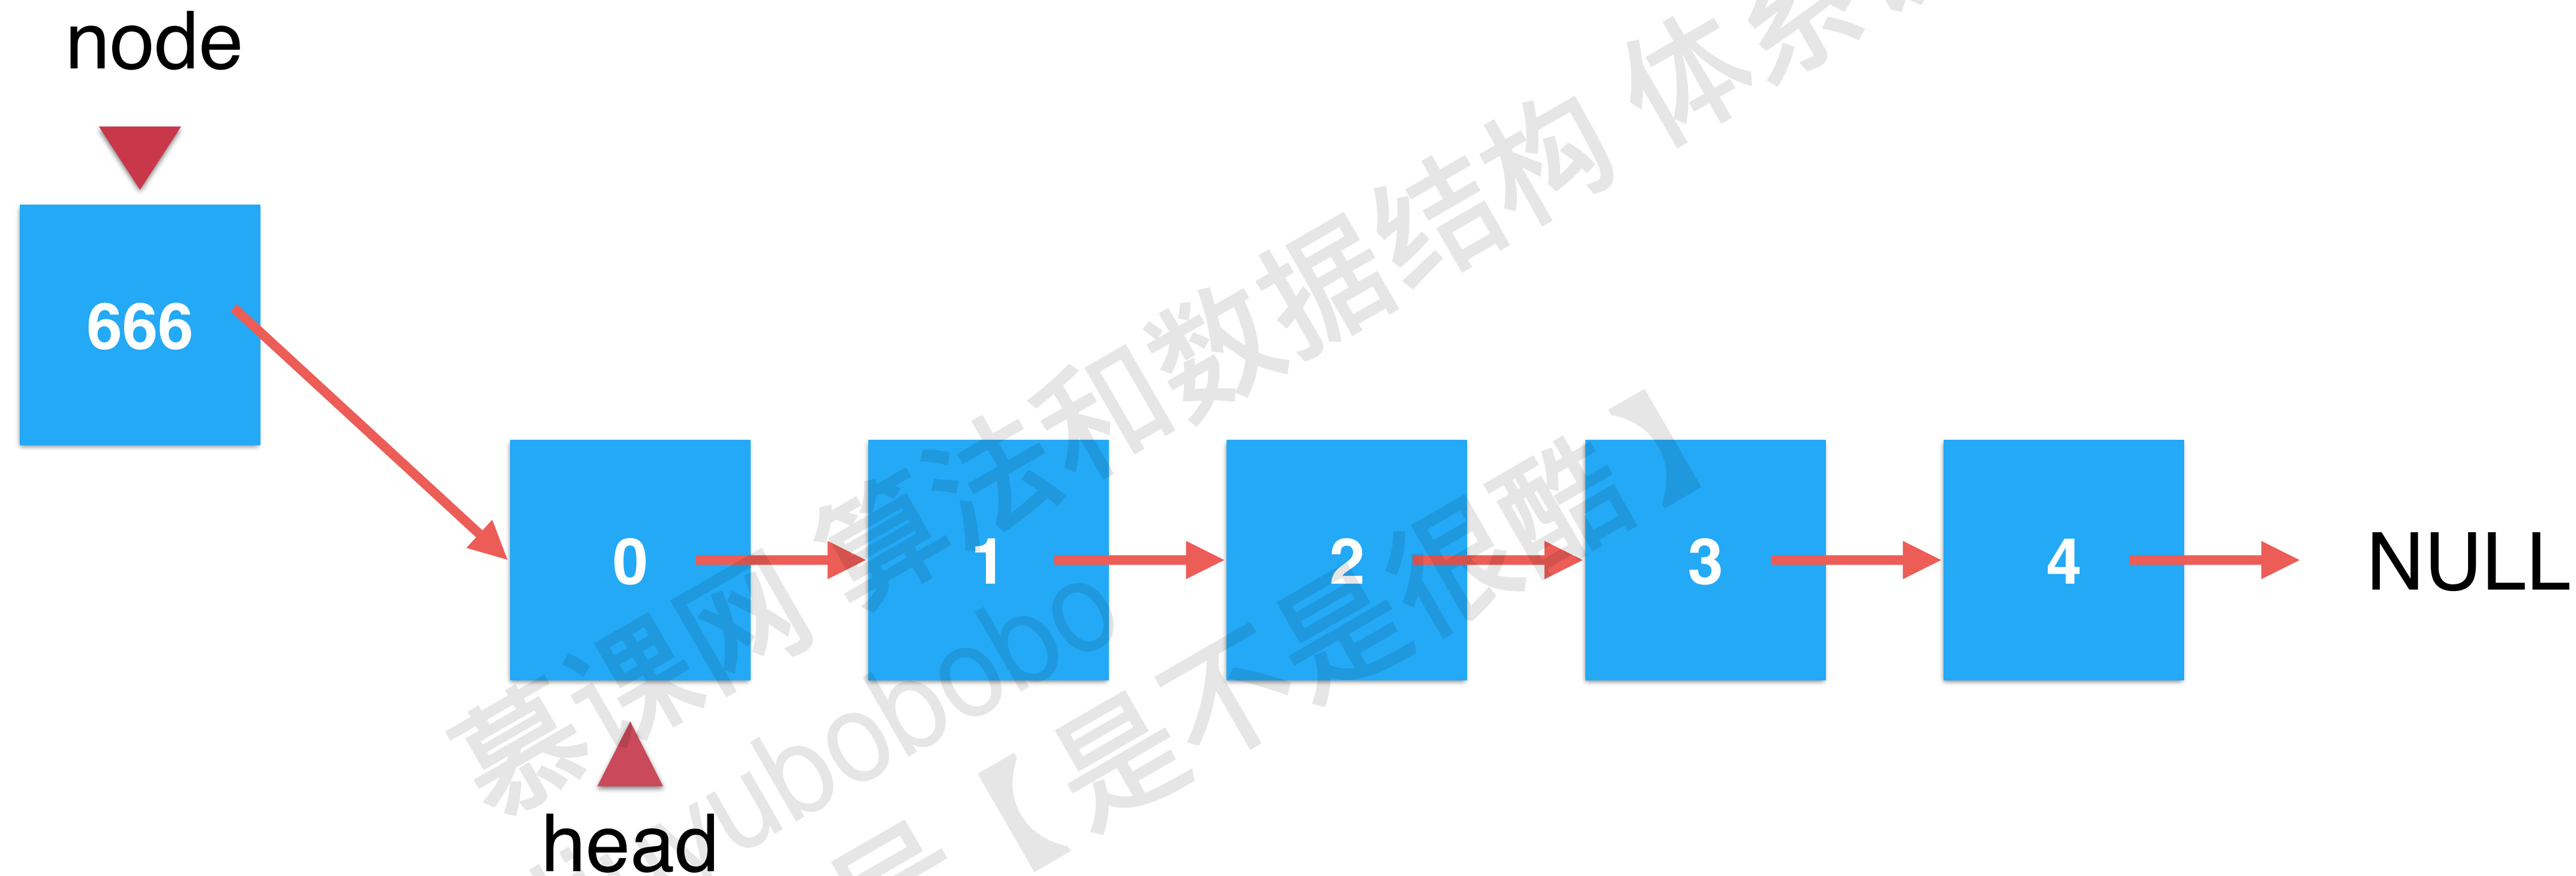 node
666
0 1 2 3 4 NULL
head
慕课网 算法和数据结构 体系
yubobobo
【是不是很酷】